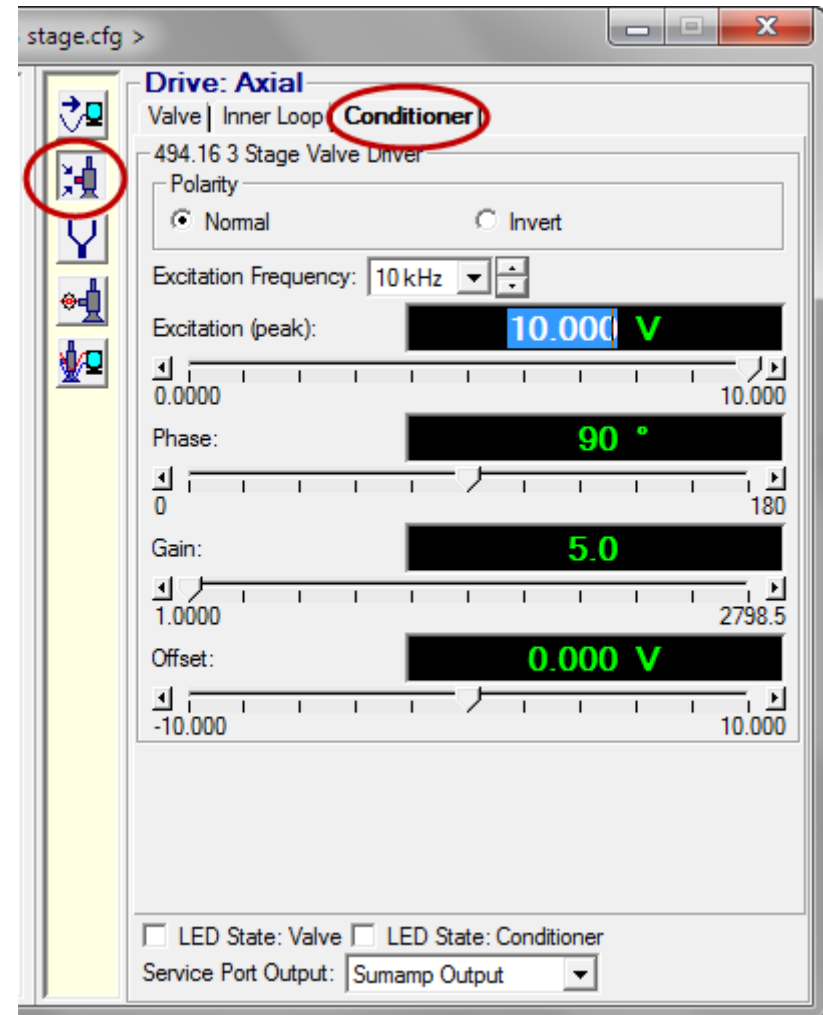 stage.cfg >
Drive: Axial
Valve Inner Loop Conditioner
494.16 3 Stage Valve Driver
Polarity
Normal Invert
Excitation Frequency: 10 kHz
Excitation (peak): 10.000 V
0.0000 10.000
Phase: 90 °
0 180
Gain: 5.0
1.0000 2798.5
Offset: 0.000 V
-10.000 10.000
LED State: Valve LED State: Conditioner
Service Port Output: Sumamp Output